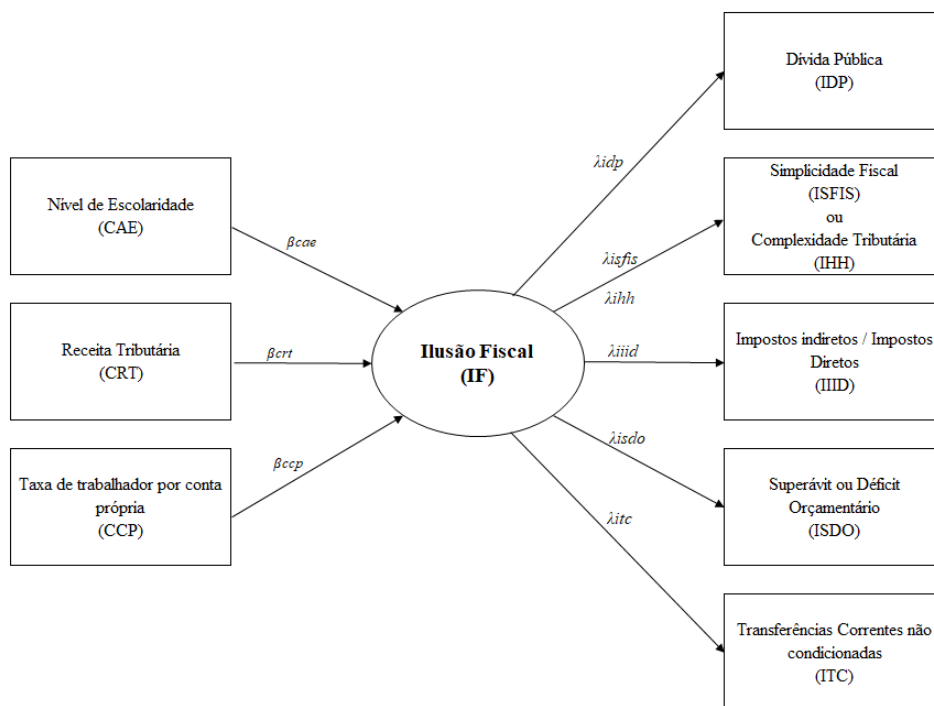 Nível de Escolaridade
(CAE)
Receita Tributária
(CRT)
Taxa de trabalhador por conta
própria
(CCP)
βcae
βcrt
βccp
Ilusão Fiscal
(IF)
λidp
λisfis
λihh
λiiid
λisdo
λitc
Dívida Pública
(IDP)
Simplicidade Fiscal
(ISFIS)
ou
Complexidade Tributária
(IHH)
Impostos indiretos / Impostos
Diretos
(IIID)
Superávit ou Déficit
Orçamentário
(ISDO)
Transferências Correntes não
condicionadas
(ITC)